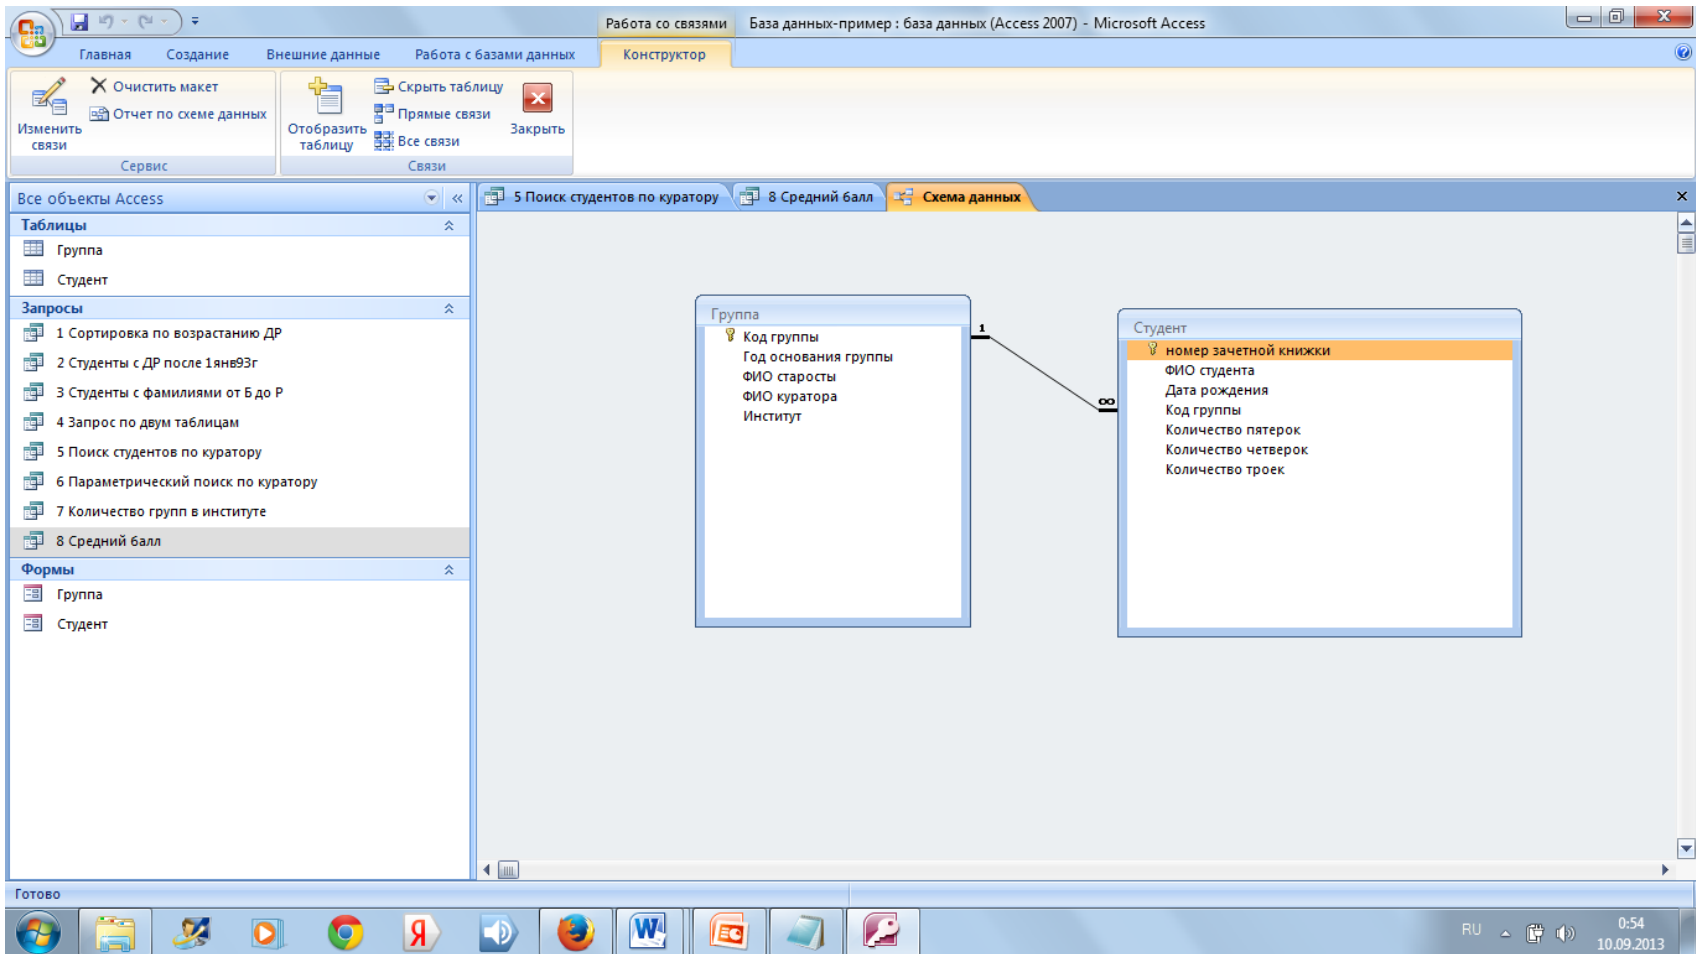 Работа со связями
База данных-пример : база данных (Access 2007) - Microsoft Access
Главная
Создание
Внешние данные
Работа с базами данных
Конструктор
Изменить связи
Очистить макет
Отчет по схеме данных
Сервис
Отобразить таблицу
Скрыть таблицу
Прямые связи
Все связи
Связи
Закрыть
Все объекты Access
Таблицы
Группа
Студент
Запросы
1 Сортировка по возрастанию ДР
2 Студенты с ДР после 1янв93г
3 Студенты с фамилиями от Б до Р
4 Запрос по двум таблицам
5 Поиск студентов по куратору
6 Параметрический поиск по куратору
7 Количество групп в институте
8 Средний балл
Формы
Группа
Студент
5 Поиск студентов по куратору
8 Средний балл
Схема данных
Группа
Код группы
Год основания группы
ФИО старосты
ФИО куратора
Институт
1
∞
Студент
номер зачетной книжки
ФИО студента
Дата рождения
Код группы
Количество пятерок
Количество четверок
Количество троек
Готово
Я
W
RU
0:54
10.09.2013